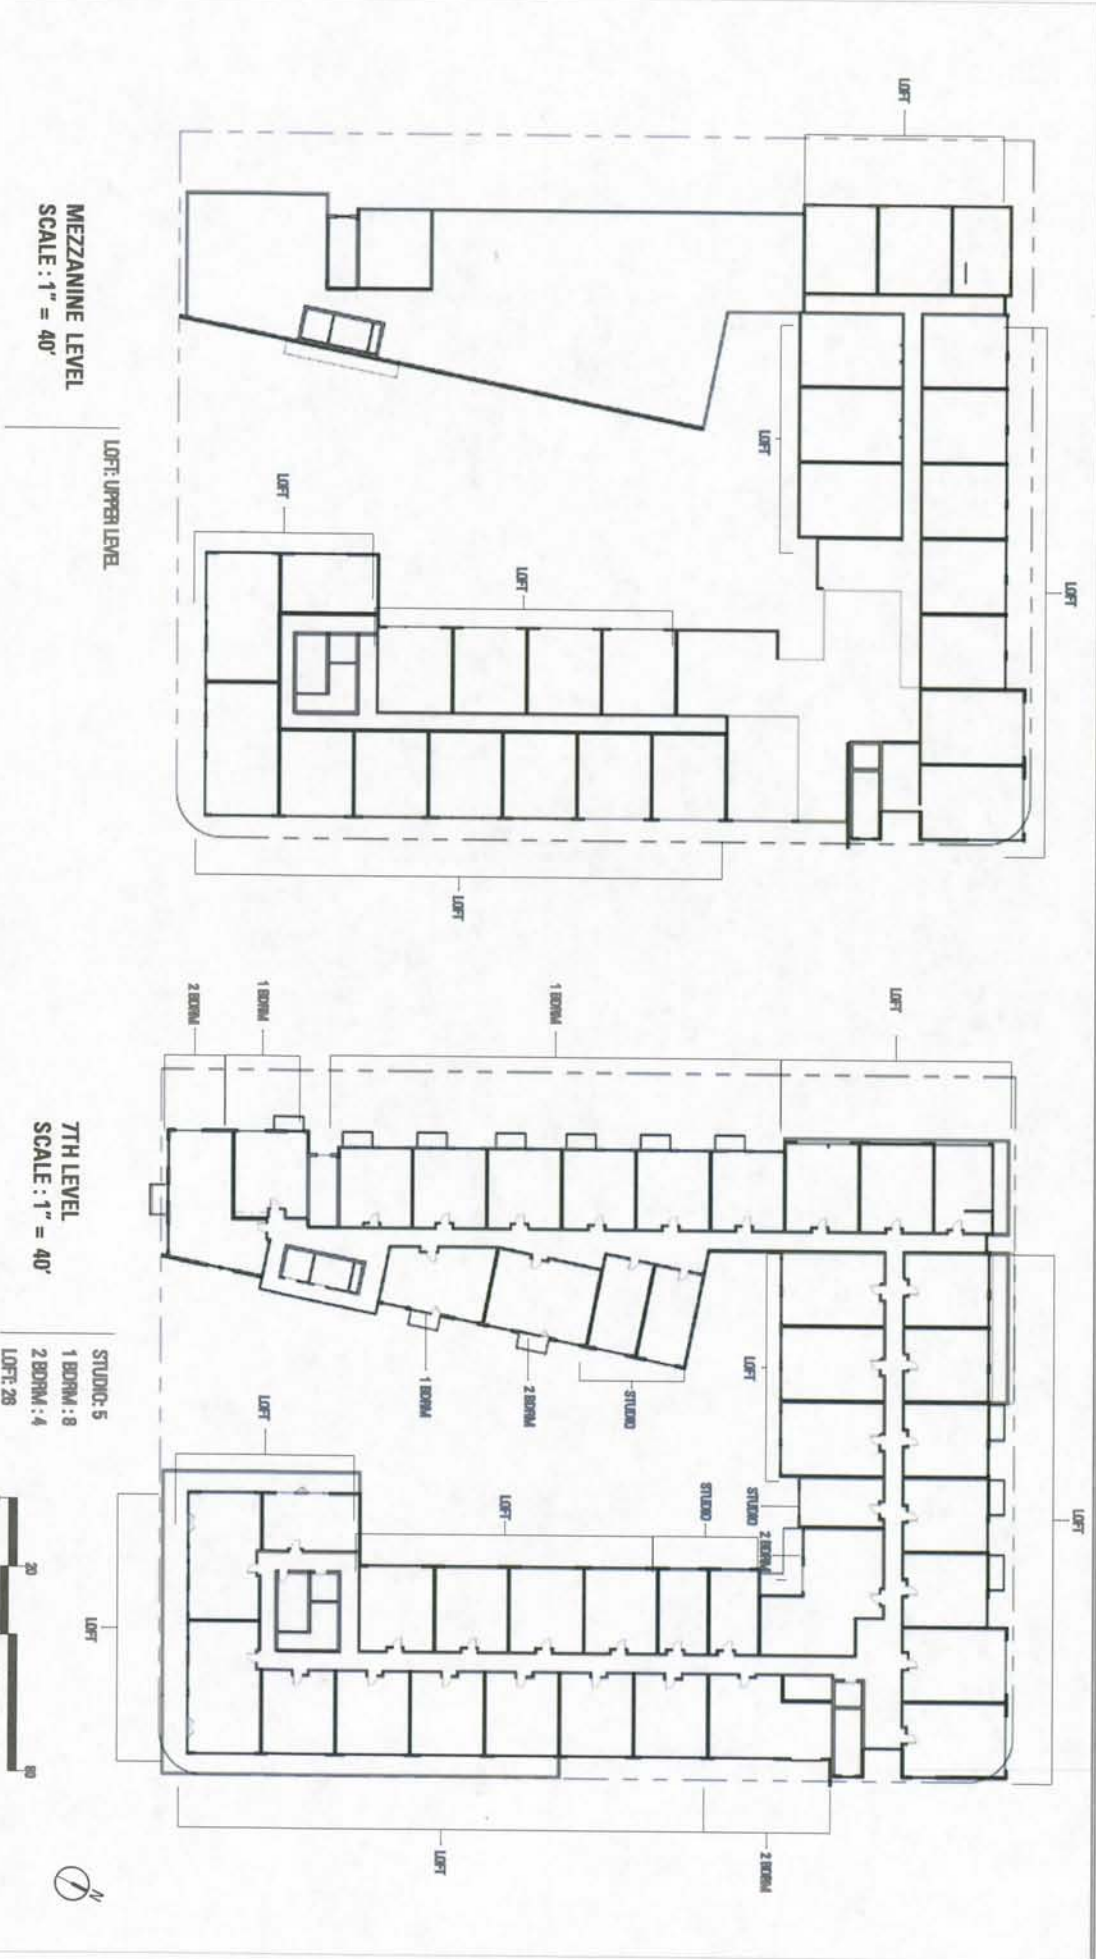 LOFT
LOFT
LOFT
LOFT
LOFT
LOFT
MEZZANINE LEVEL
SCALE : 1" = 40'
LOFT: UPPER LEVEL
LOFT
1 BDRM
1 BDRM
2 BDRM
LOFT
LOFT
STUDIO
2 BDRM
1 BDRM
STUDIO
2 BDRM
STUDIO
LOFT
LOFT
LOFT
LOFT
2 BDRM
7TH LEVEL
SCALE : 1" = 40'
STUDIO: 5
1 BDRM : 8
2 BDRM : 4
LOFT: 28
20
80
N